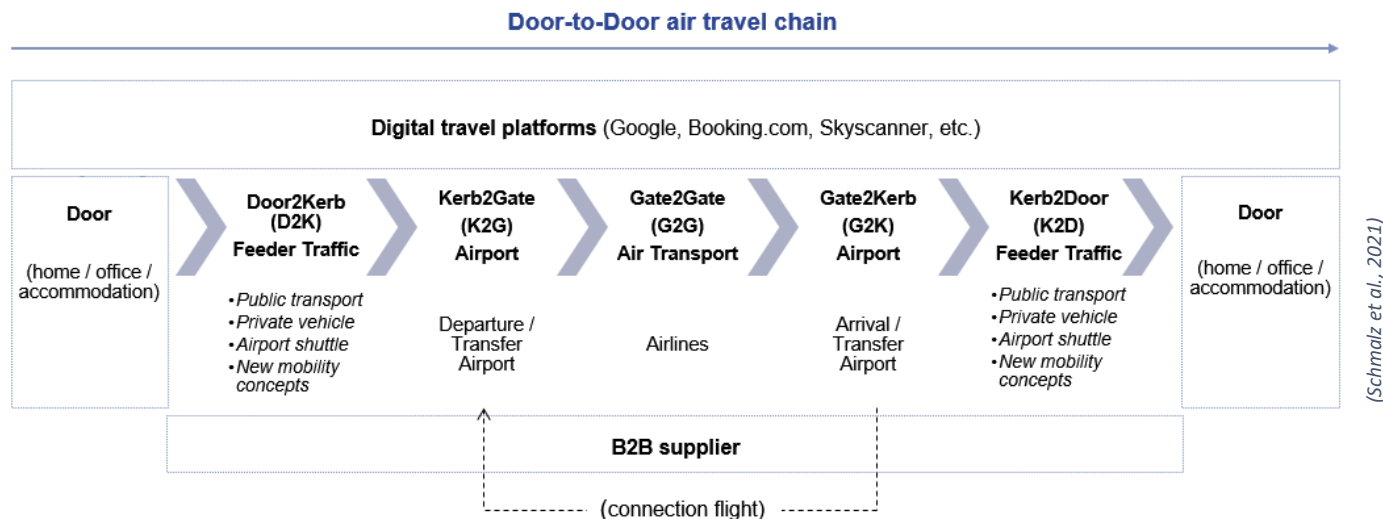 Door-to-Door air travel chain
Digital travel platforms (Google, Booking.com, Skyscanner, etc.)
Door
(home / office /
accommodation)
Door2Kerb
(D2K)
Feeder Traffic
•Public transport
•Private vehicle
•Airport shuttle
•New mobility
concepts
Kerb2Gate
(K2G)
Airport
Departure /
Transfer
Airport
Gate2Gate
(G2G)
Air Transport
Airlines
Gate2Kerb
(G2K)
Airport
Arrival /
Transfer
Airport
Kerb2Door
(K2D)
Feeder Traffic
•Public transport
•Private vehicle
•Airport shuttle
•New mobility
concepts
Door
(home / office /
accommodation)
B2B supplier
(connection flight)
(Schmalz et al., 2021)